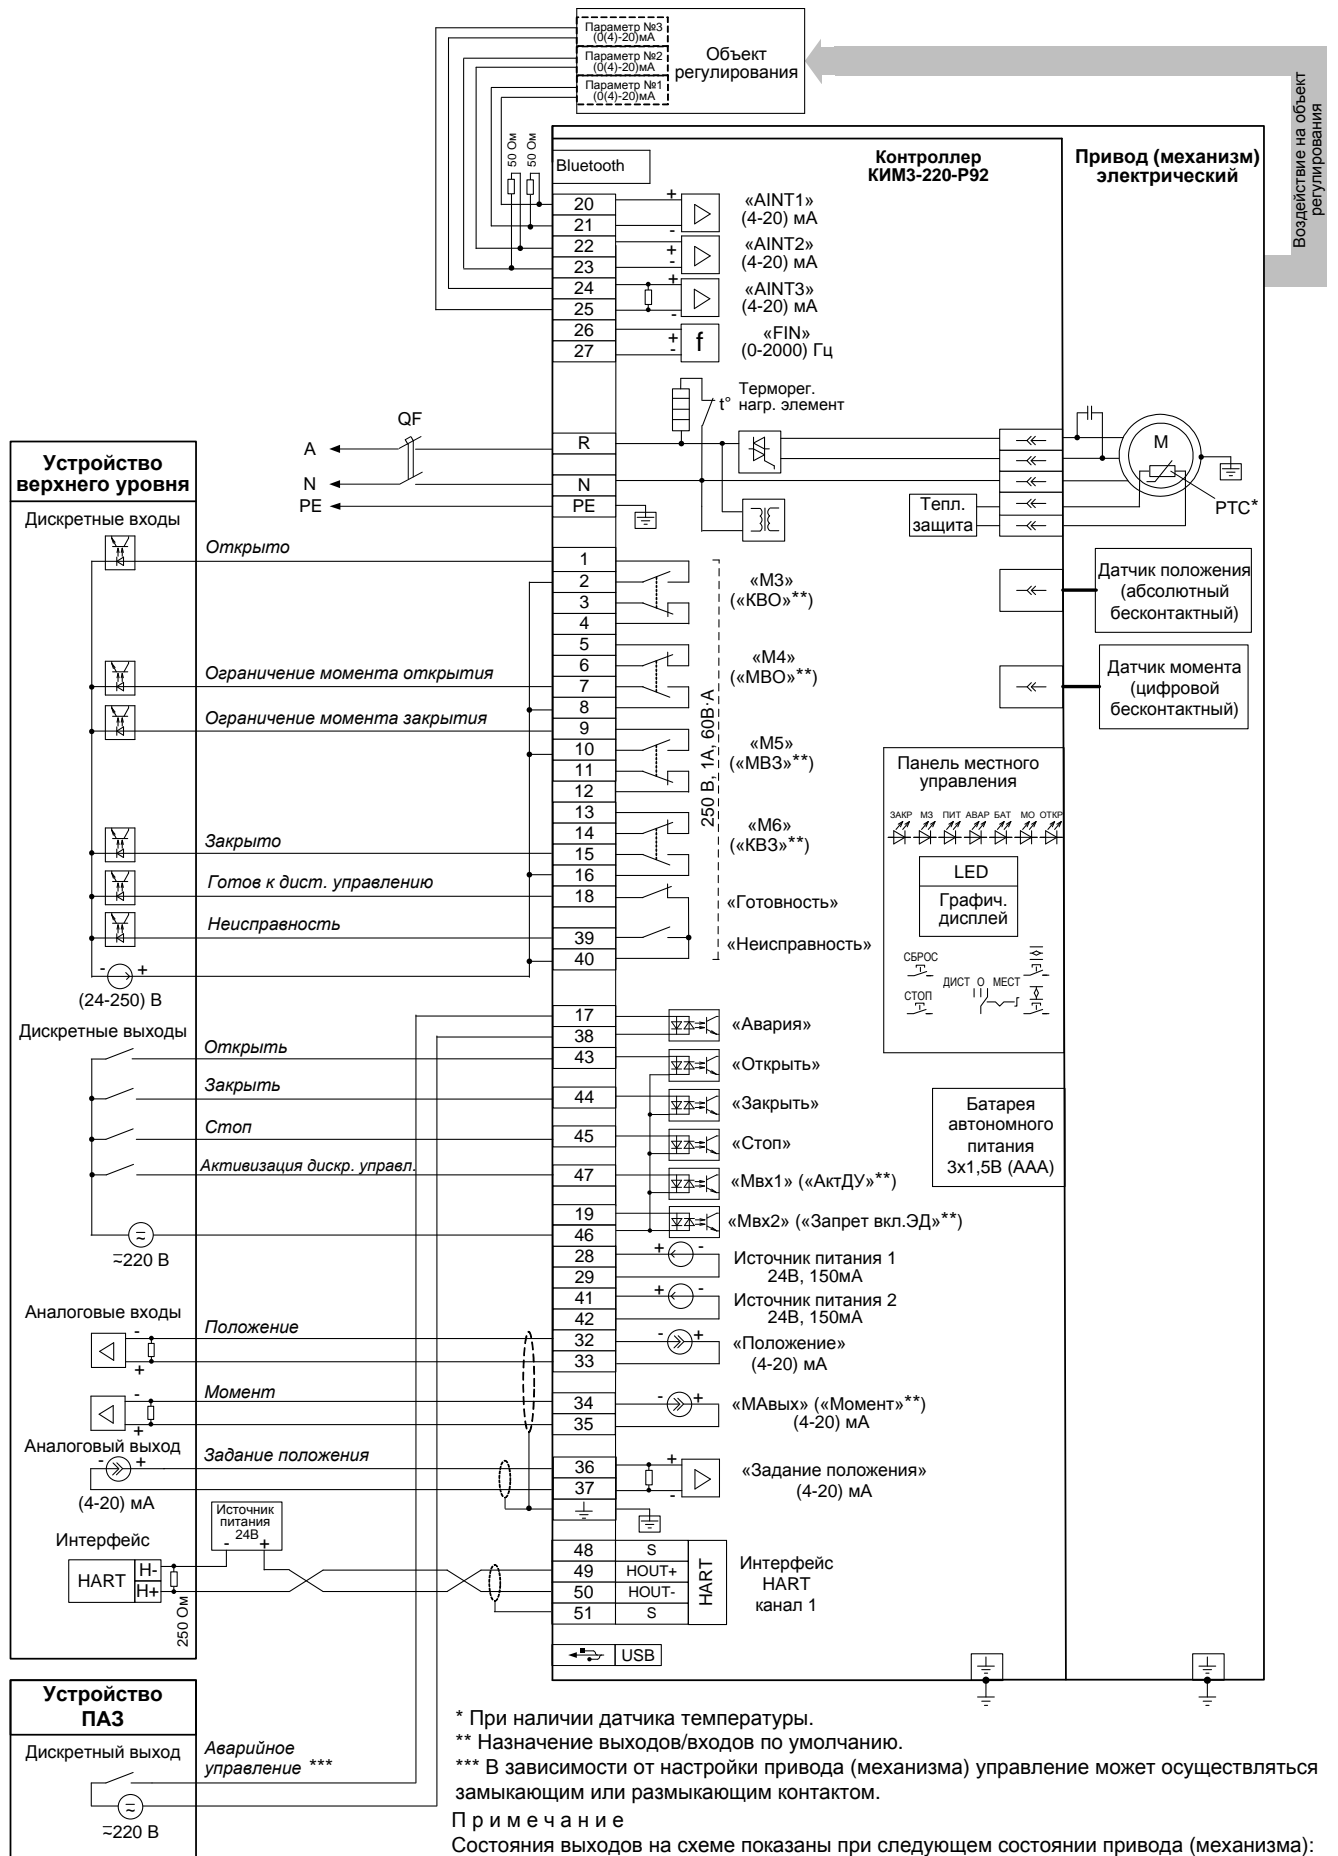 Параметр №3
(0(4)-20)мА
Параметр №2
(0(4)-20)мА
Параметр №1
(0(4)-20)мА
Объект
регулирования
Воздействие на объект
регулирования
50 Ом
50 Ом
Bluetooth
Контроллер
КИМ3-220-Р92
Привод (механизм)
электрический
20
21
22
23
24
25
26
27
+
-
«AINT1»
(4-20) мА
+
-
«AINT2»
(4-20) мА
+
-
«AINT3»
(4-20) мА
+
-
f
«FIN»
(0-2000) Гц
t°
Терморег.
нагр. элемент
QF
A
N
PE
R
N
PE
Тепл.
защита
M
PTC*
Датчик положения
(абсолютный
бесконтактный)
Датчик момента
(цифровой
бесконтактный)
Устройство
верхнего уровня
Дискретные входы
Открыто
Ограничение момента открытия
Ограничение момента закрытия
Закрыто
Готов к дист. управлению
Неисправность
- +
(24-250) В
1
2
3
4
5
6
7
8
9
10
11
12
13
14
15
16
18
39
40
«М3»
(«КВО»**)
«М4»
(«МВО»**)
«М5»
(«МВЗ»**)
«М6»
(«КВЗ»**)
«Готовность»
«Неисправность»
250 В, 1А, 60В·А
Панель местного
управления
ЗАКР МЗ ПИТ АВАР БАТ МО ОТКР
LED
Графич.
дисплей
СБРОС
СТОП
ДИСТ О МЕСТ
Батарея
автономного
питания
3х1,5В (ААА)
Дискретные выходы
Открыть
Закрыть
Стоп
Активизация дискр. управл.
≂220 В
17
38
43
44
45
47
19
46
28
29
41
42
32
33
34
35
36
37
«Авария»
«Открыть»
«Закрыть»
«Стоп»
«Мвх1» («АктДУ»**)
«Мвх2» («Запрет вкл.ЭД»**)
+ -
Источник питания 1
24В, 150мА
+ -
Источник питания 2
24В, 150мА
- +
«Положение»
(4-20) мА
- +
«МАвых» («Момент»**)
(4-20) мА
+
-
«Задание положения»
(4-20) мА
Аналоговые входы
Положение
-
+
Момент
-
+
Аналоговый выход
Задание положения
- +
(4-20) мА
Источник
питания
24В
- +
Интерфейс
HART
H-
H+
250 Ом
48 S
49 HOUT+
50 HOUT-
51 S
HART
Интерфейс
HART
канал 1
USB
Устройство
ПАЗ
Дискретный выход
Аварийное
управление ***
≂220 В
* При наличии датчика температуры.
** Назначение выходов/входов по умолчанию.
*** В зависимости от настройки привода (механизма) управление может осуществляться
замыкающим или размыкающим контактом.
П р и м е ч а н и е
Состояния выходов на схеме показаны при следующем состоянии привода (механизма):